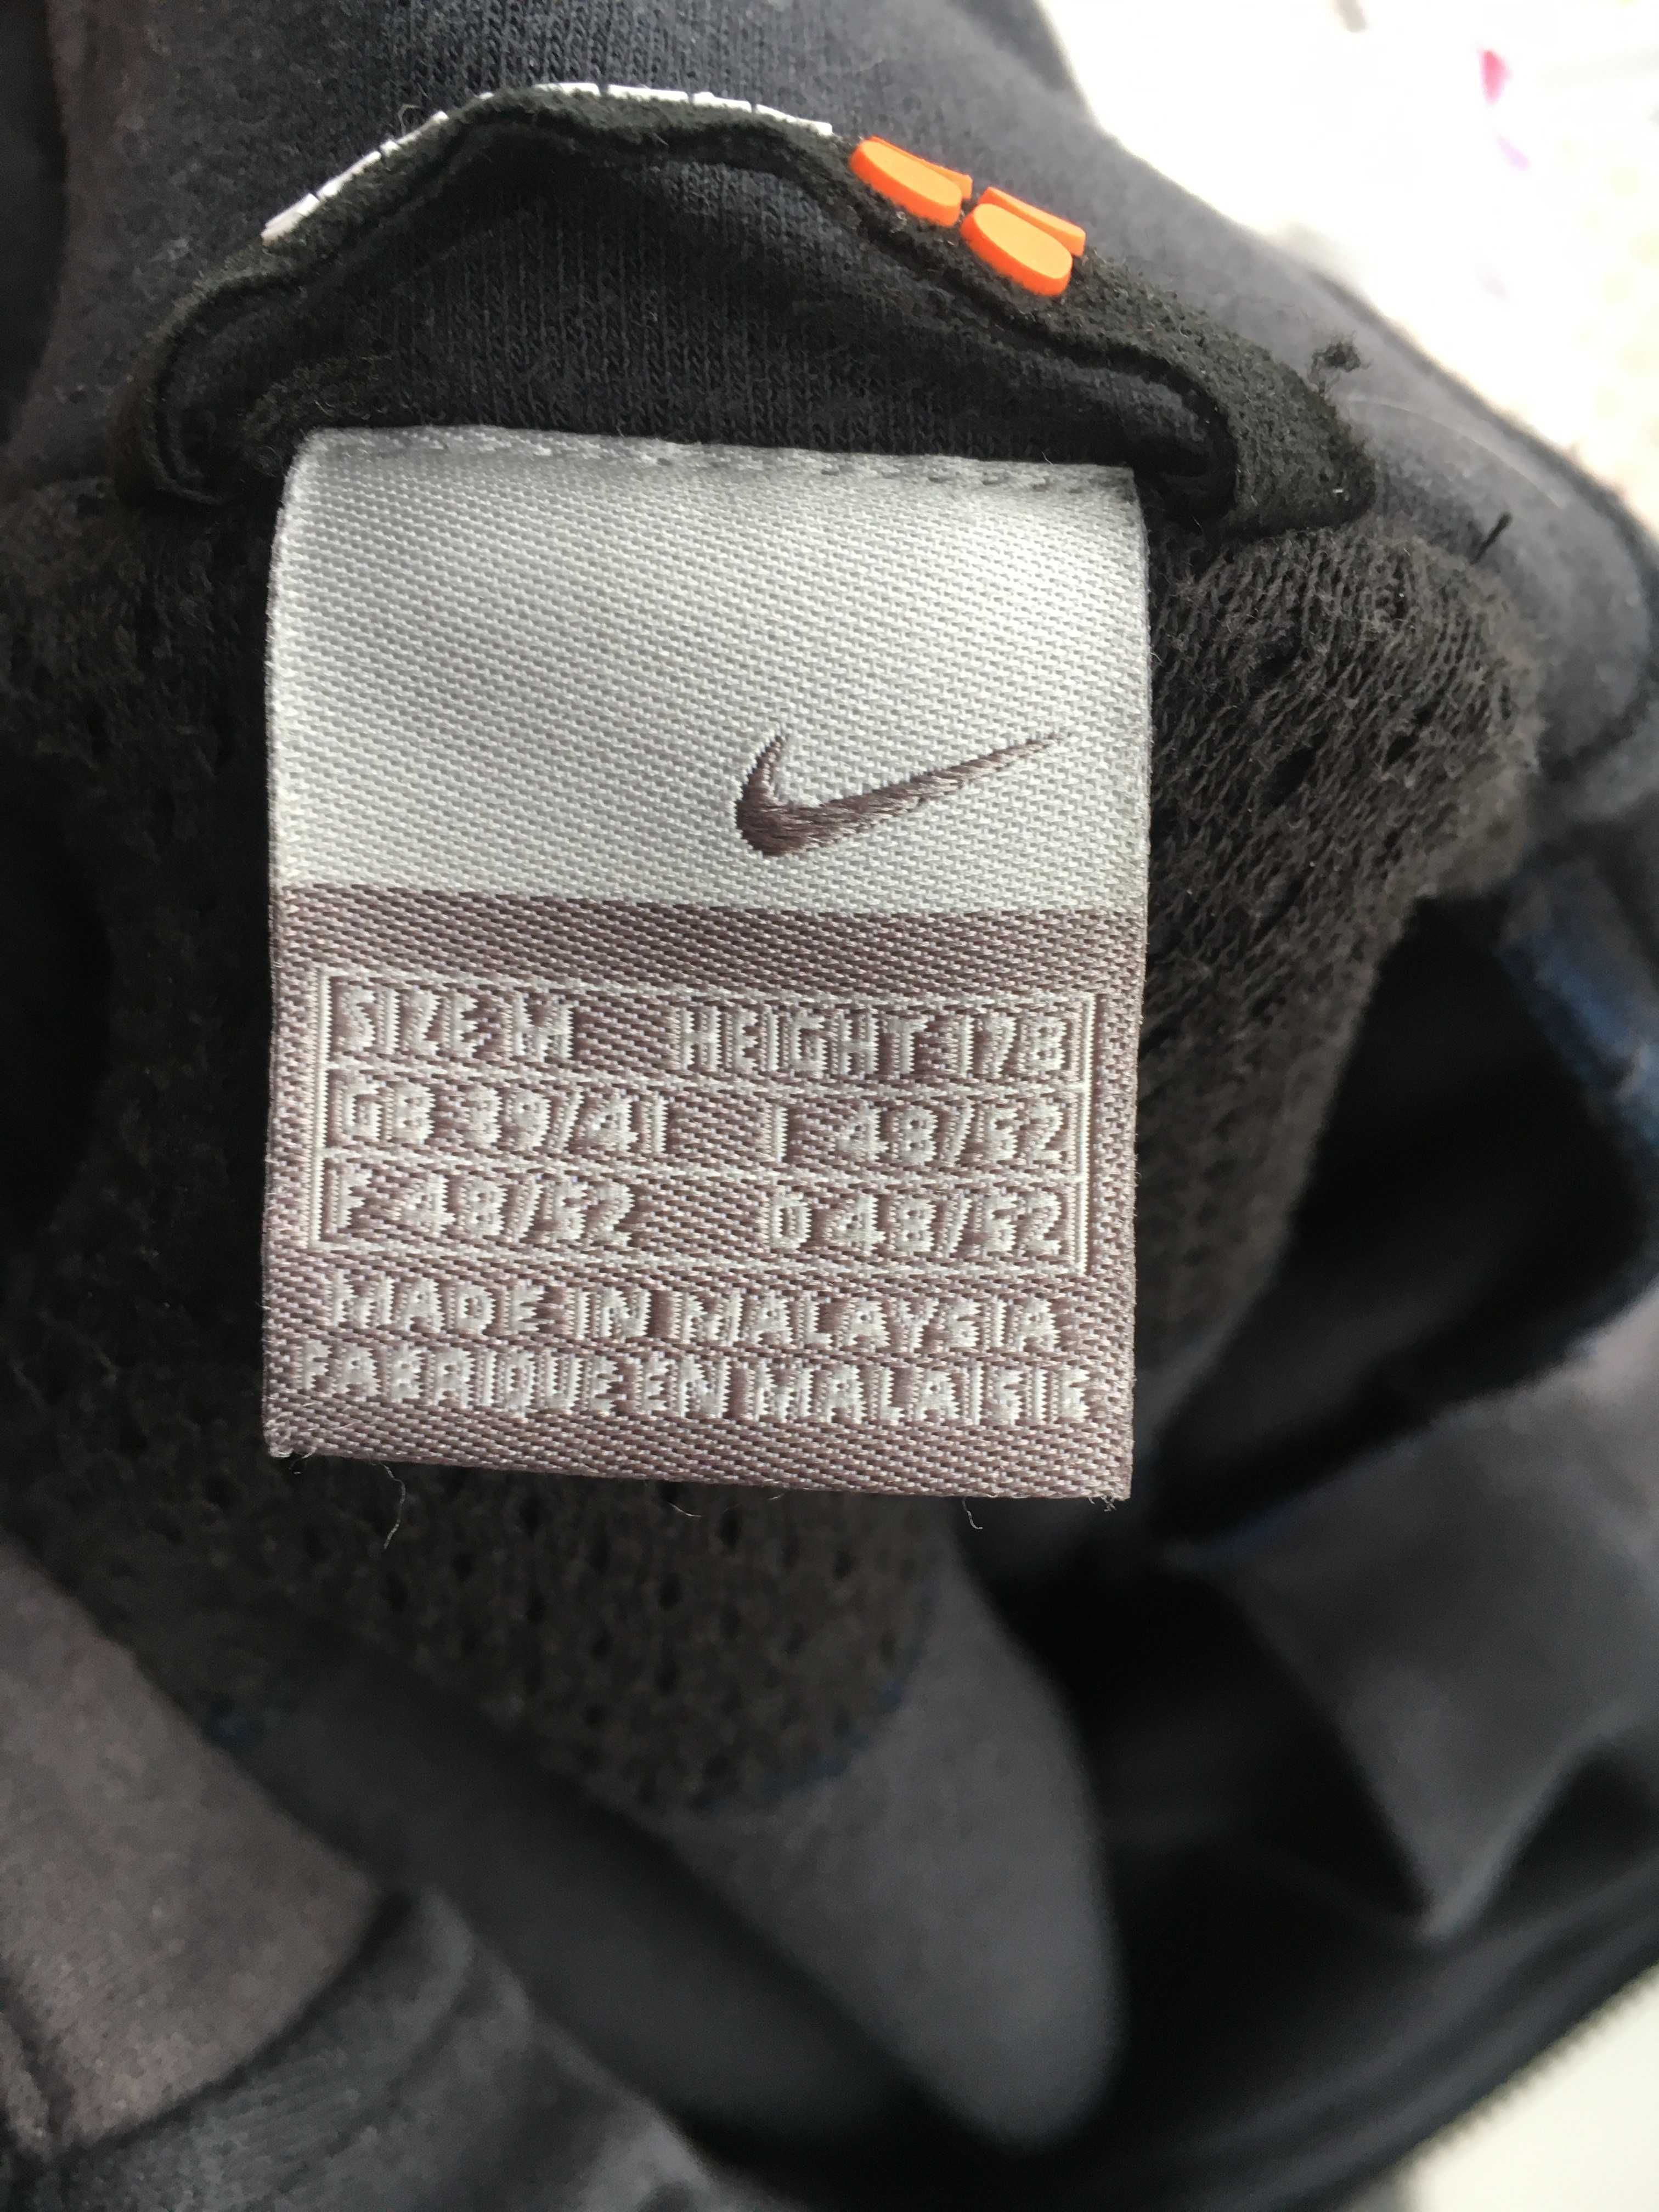 SIZE M HEIGHT 178
GB 39/41 I 48/52
F 48/52 D 48/52
MADE IN MALAYSIA
FABRIQUE EN MALAISIE